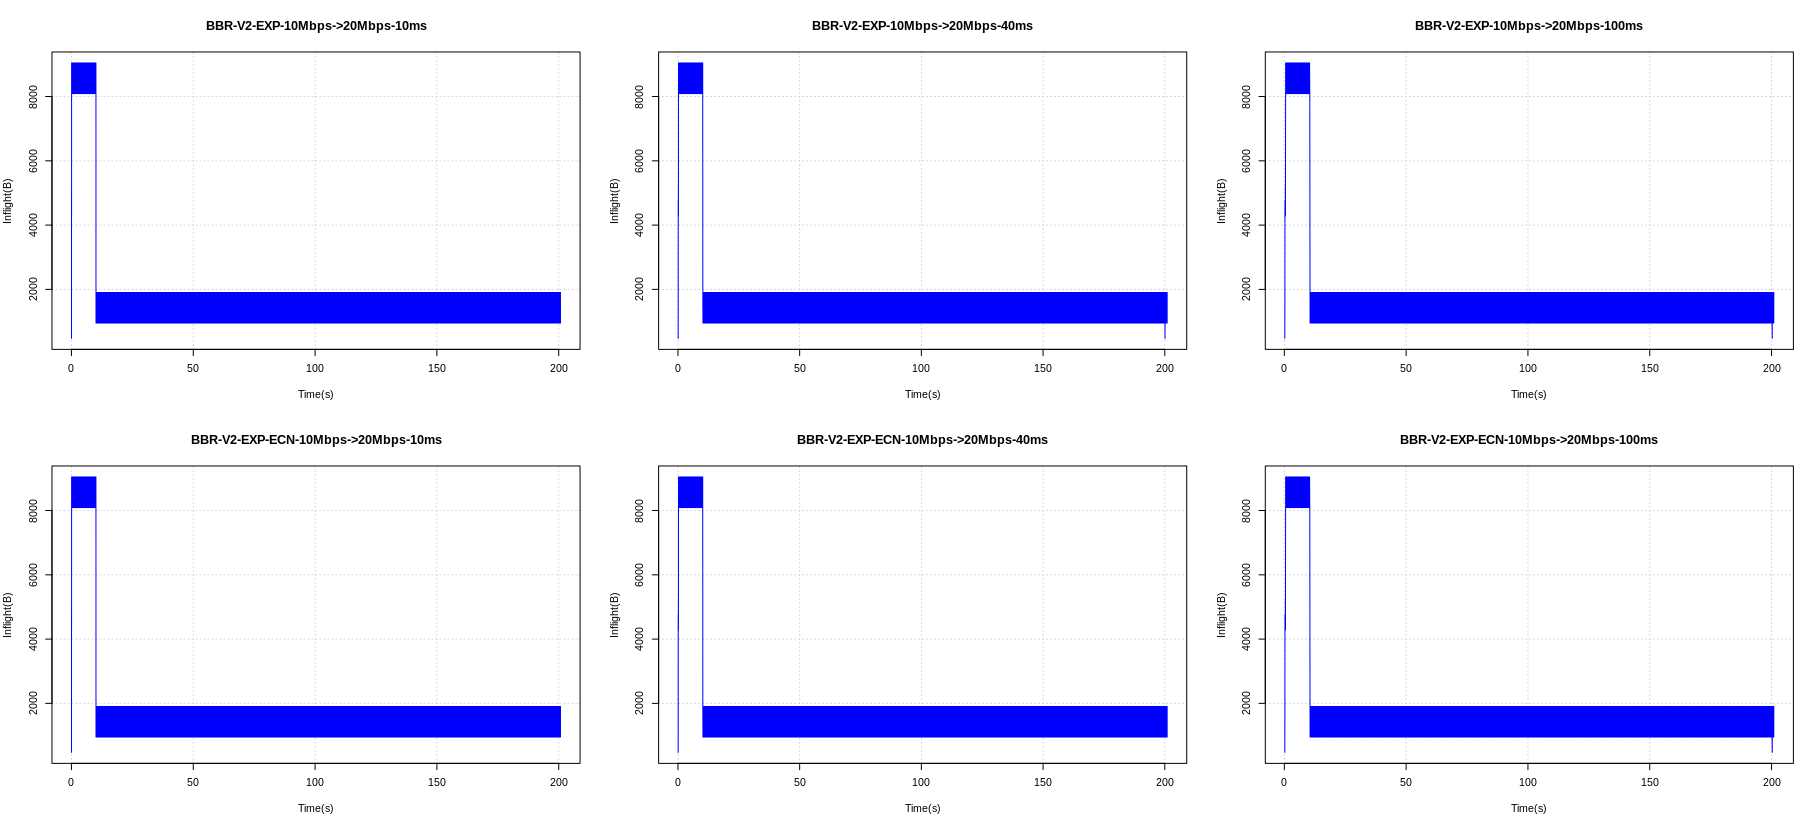 BBR-V2-EXP-10Mbps->20Mbps-10ms
Inflight(B)
8000
6000
4000
2000
0 50 100 150 200
Time(s)
BBR-V2-EXP-10Mbps->20Mbps-40ms
Inflight(B)
8000
6000
4000
2000
0 50 100 150 200
Time(s)
BBR-V2-EXP-10Mbps->20Mbps-100ms
Inflight(B)
8000
6000
4000
2000
0 50 100 150 200
Time(s)
BBR-V2-EXP-ECN-10Mbps->20Mbps-10ms
Inflight(B)
8000
6000
4000
2000
0 50 100 150 200
Time(s)
BBR-V2-EXP-ECN-10Mbps->20Mbps-40ms
Inflight(B)
8000
6000
4000
2000
0 50 100 150 200
Time(s)
BBR-V2-EXP-ECN-10Mbps->20Mbps-100ms
Inflight(B)
8000
6000
4000
2000
0 50 100 150 200
Time(s)